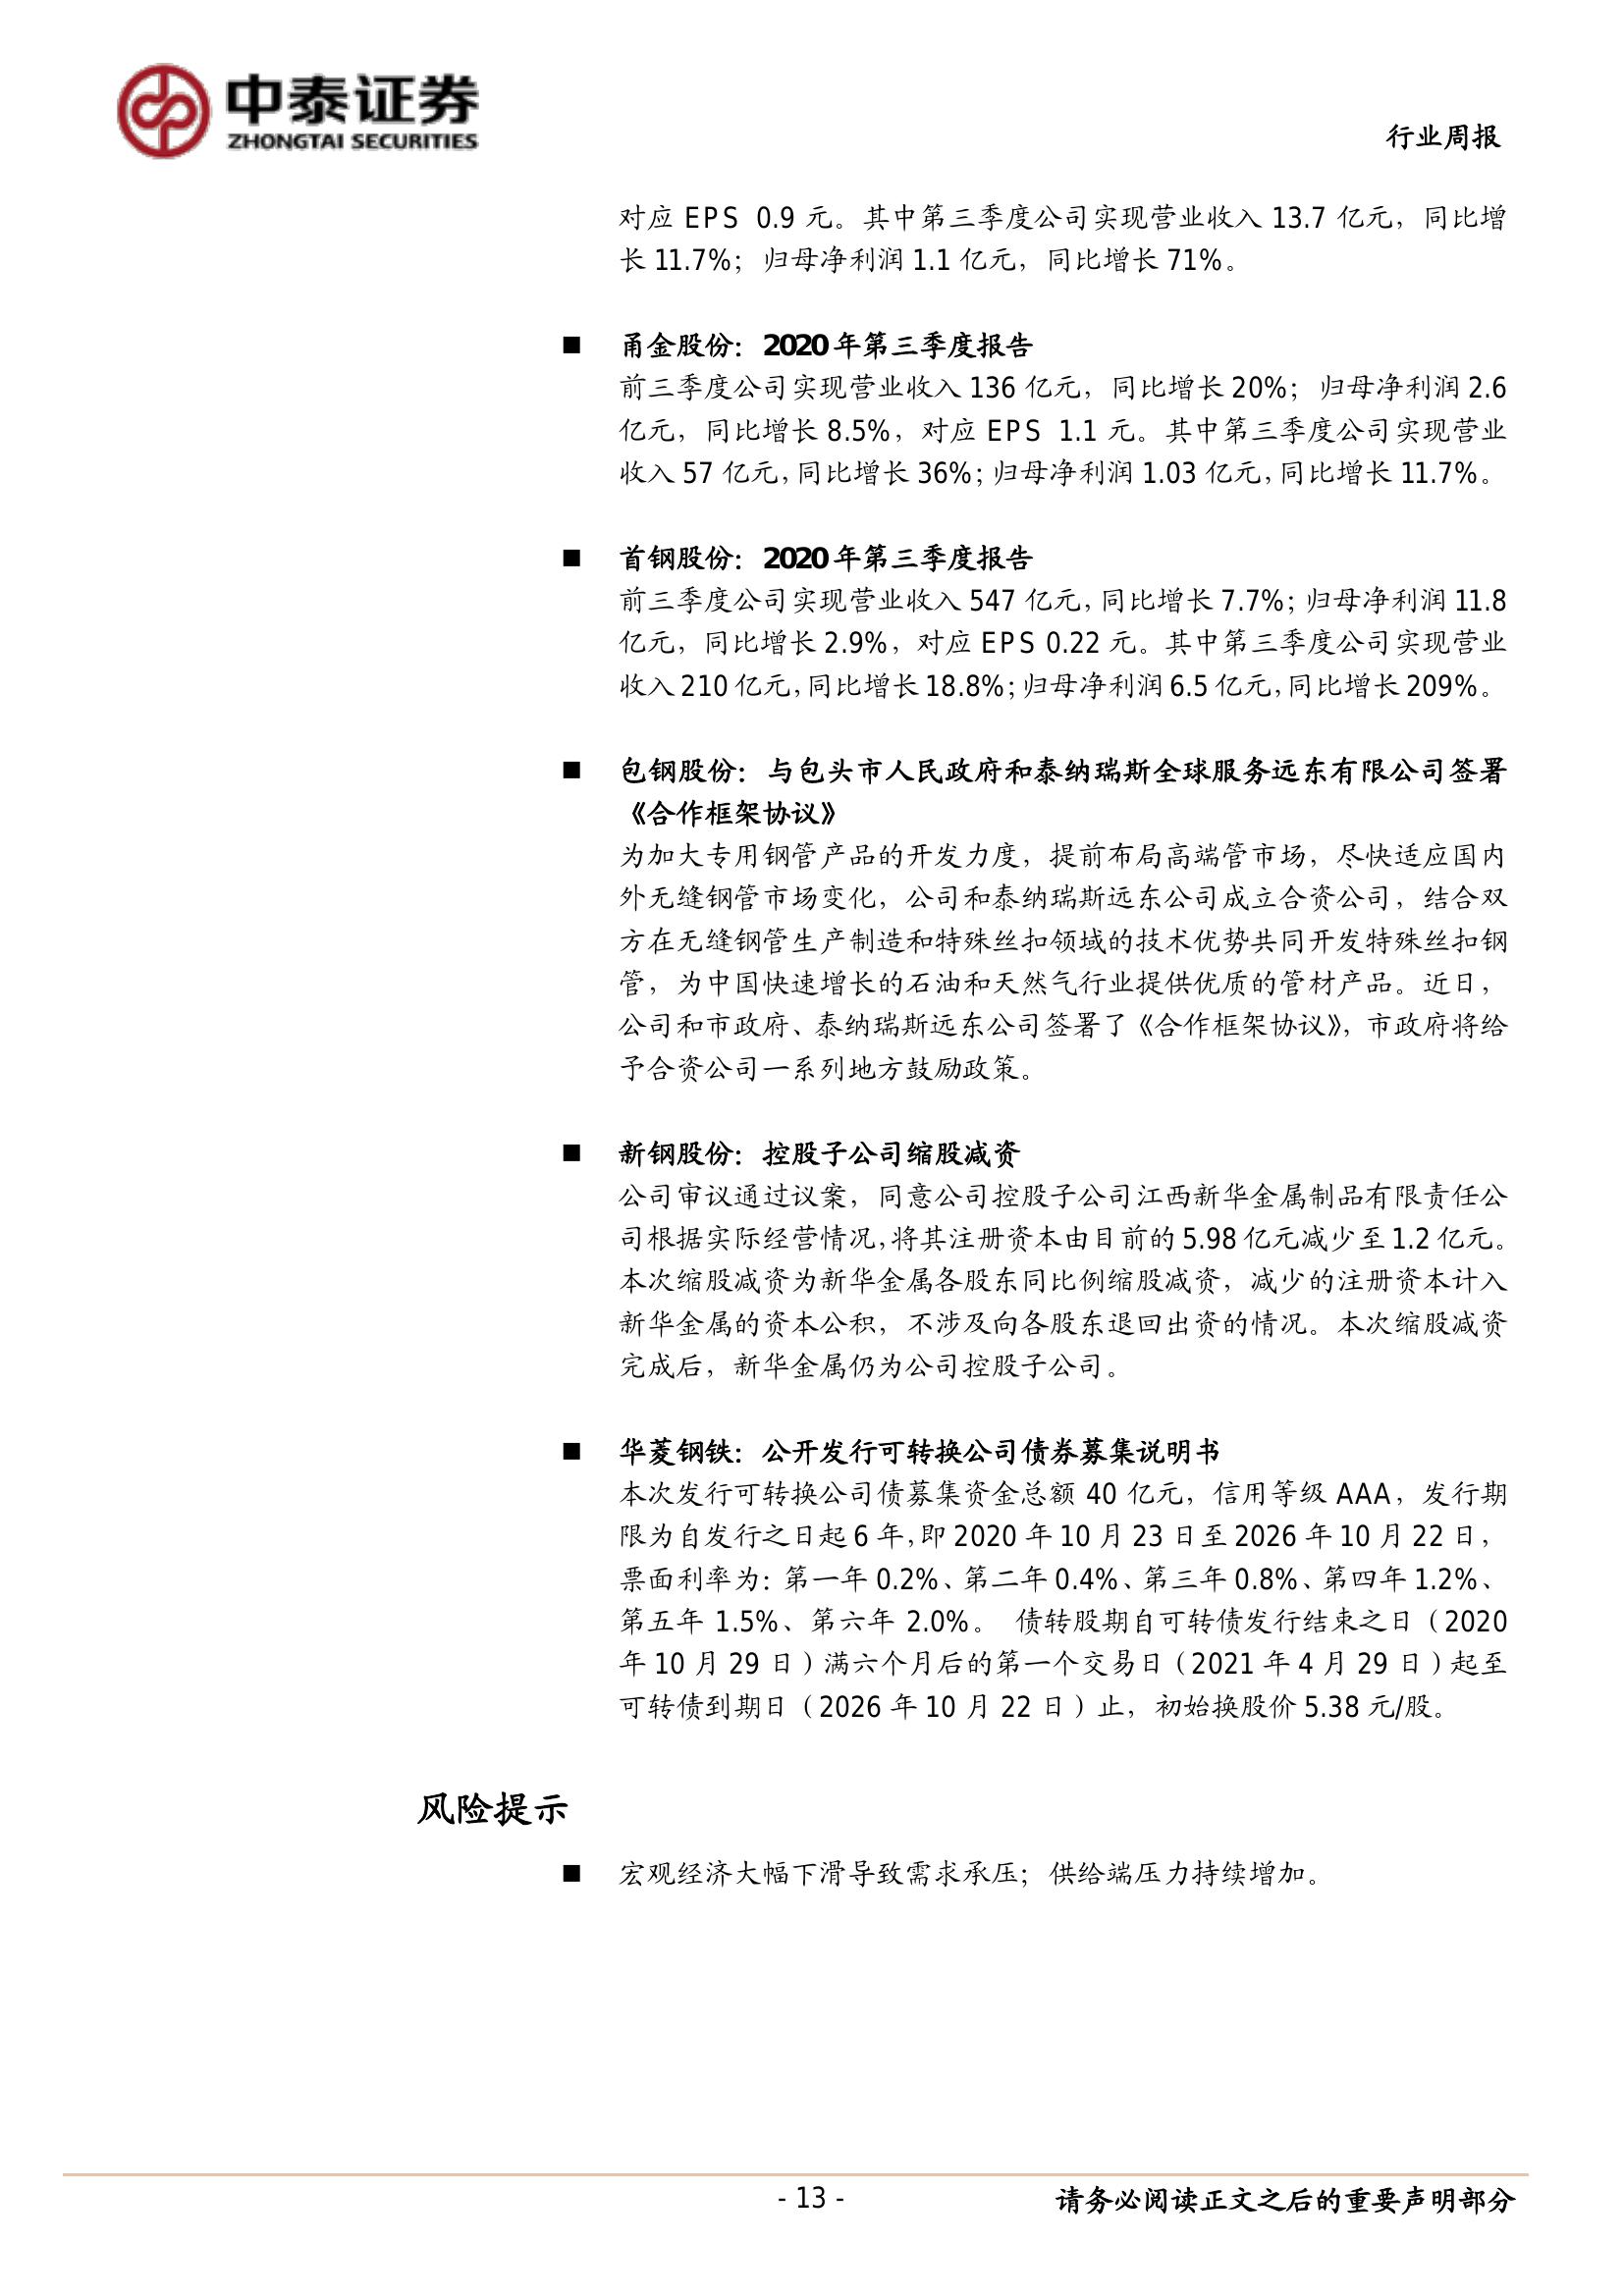 中泰证券
ZHONGTAI SECURITIES
行业周报
对应 EPS 0.9 元。其中第三季度公司实现营业收入 13.7 亿元，同比增
长 11.7%；归母净利润 1.1 亿元，同比增长 71%。
■ 甬金股份：2020 年第三季度报告
前三季度公司实现营业收入 136 亿元，同比增长 20%；归母净利润 2.6
亿元，同比增长 8.5%，对应 EPS 1.1 元。其中第三季度公司实现营业
收入 57 亿元，同比增长 36%；归母净利润 1.03 亿元，同比增长 11.7%。
■ 首钢股份：2020 年第三季度报告
前三季度公司实现营业收入 547 亿元，同比增长 7.7%；归母净利润 11.8
亿元，同比增长 2.9%，对应 EPS 0.22 元。其中第三季度公司实现营业
收入 210 亿元，同比增长 18.8%；归母净利润 6.5 亿元，同比增长 209%。
■ 包钢股份：与包头市人民政府和泰纳瑞斯全球服务远东有限公司签署
《合作框架协议》
为加大专用钢管产品的开发力度，提前布局高端管市场，尽快适应国内
外无缝钢管市场变化，公司和泰纳瑞斯远东公司成立合资公司，结合双
方在无缝钢管生产制造和特殊丝扣领域的技术优势共同开发特殊丝扣钢
管，为中国快速增长的石油和天然气行业提供优质的管材产品。近日，
公司和市政府、泰纳瑞斯远东公司签署了《合作框架协议》，市政府将给
予合资公司一系列地方鼓励政策。
■ 新钢股份：控股子公司缩股减资
公司审议通过议案，同意公司控股子公司江西新华金属制品有限责任公
司根据实际经营情况，将其注册资本由目前的 5.98 亿元减少至 1.2 亿元。
本次缩股减资为新华金属各股东同比例缩股减资，减少的注册资本计入
新华金属的资本公积，不涉及向各股东退回出资的情况。本次缩股减资
完成后，新华金属仍为公司控股子公司。
■ 华菱钢铁：公开发行可转换公司债券募集说明书
本次发行可转换公司债募集资金总额 40 亿元，信用等级 AAA，发行期
限为自发行之日起 6 年，即 2020 年 10 月 23 日至 2026 年 10 月 22 日，
票面利率为：第一年 0.2%、第二年 0.4%、第三年 0.8%、第四年 1.2%、
第五年 1.5%、第六年 2.0%。 债转股期自可转债发行结束之日（2020
年 10 月 29 日）满六个月后的第一个交易日（2021 年 4 月 29 日）起至
可转债到期日（2026 年 10 月 22 日）止，初始换股价 5.38 元/股。
风险提示
■ 宏观经济大幅下滑导致需求承压；供给端压力持续增加。
- 13 -
请务必阅读正文之后的重要声明部分